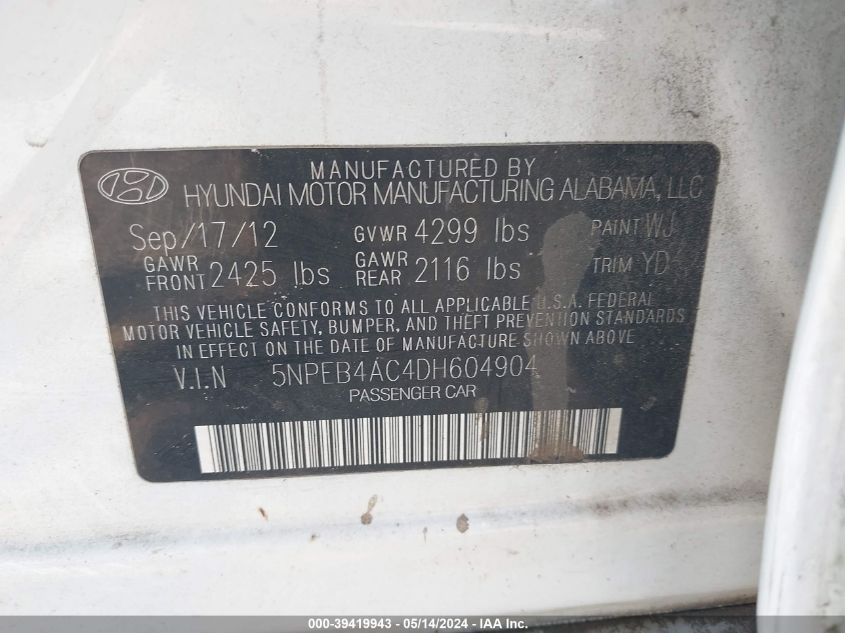 MANUFACTURED BY
HYUNDAI MOTOR MANUFACTURING ALABAMA, LLC
Sep/17/12 GVWR 4299 lbs PAINT WJ
GAWR FRONT 2425 lbs GAWR REAR 2116 lbs TRIM YD
THIS VEHICLE CONFORMS TO ALL APPLICABLE U.S.A. FEDERAL
MOTOR VEHICLE SAFETY, BUMPER, AND THEFT PREVENTION STANDARDS
IN EFFECT ON THE DATE OF MANUFACTURE SHOWN ABOVE
V.I.N 5NPEB4AC4DH604904
PASSENGER CAR
000-39419943 - 05/14/2024 - IAA Inc.